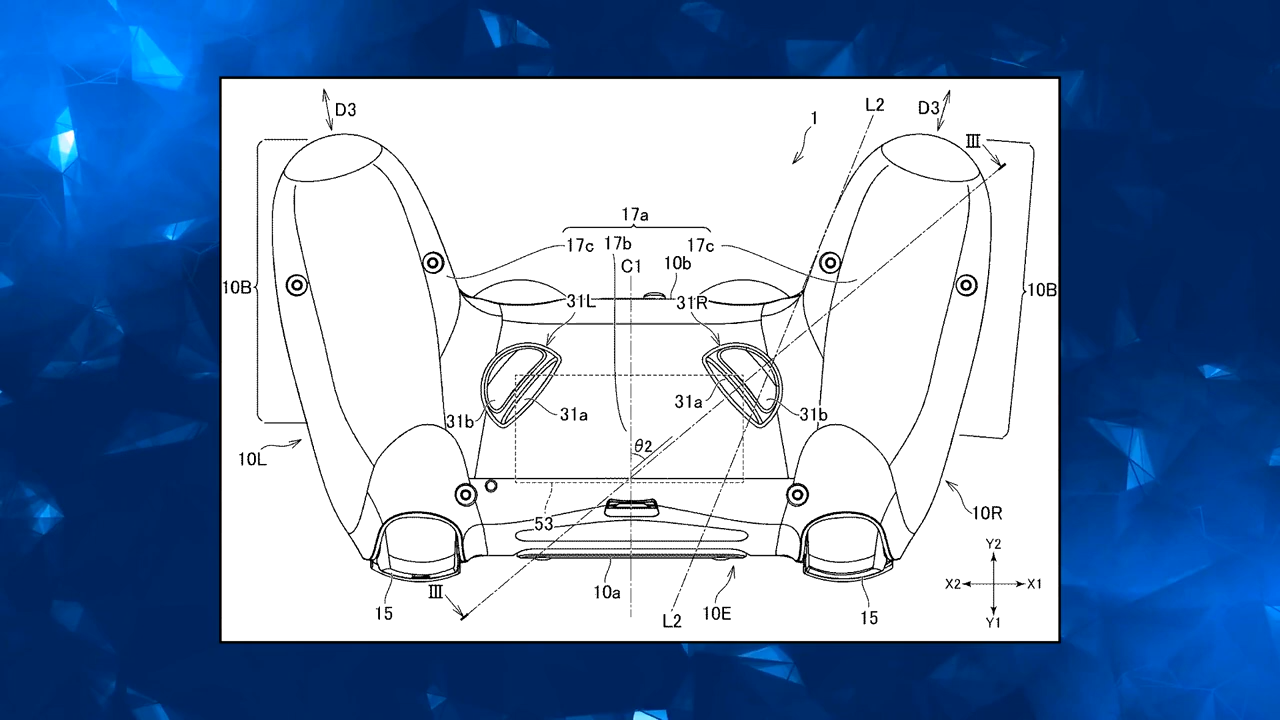 D3
L2
D3
1
III
17a
17c
17b
17c
C1
10b
10B
10B
31L
31R
31a
31b
31a
31b
θ2
10L
10R
53
Y2
X2
X1
Y1
III
10a
15
L2
10E
15